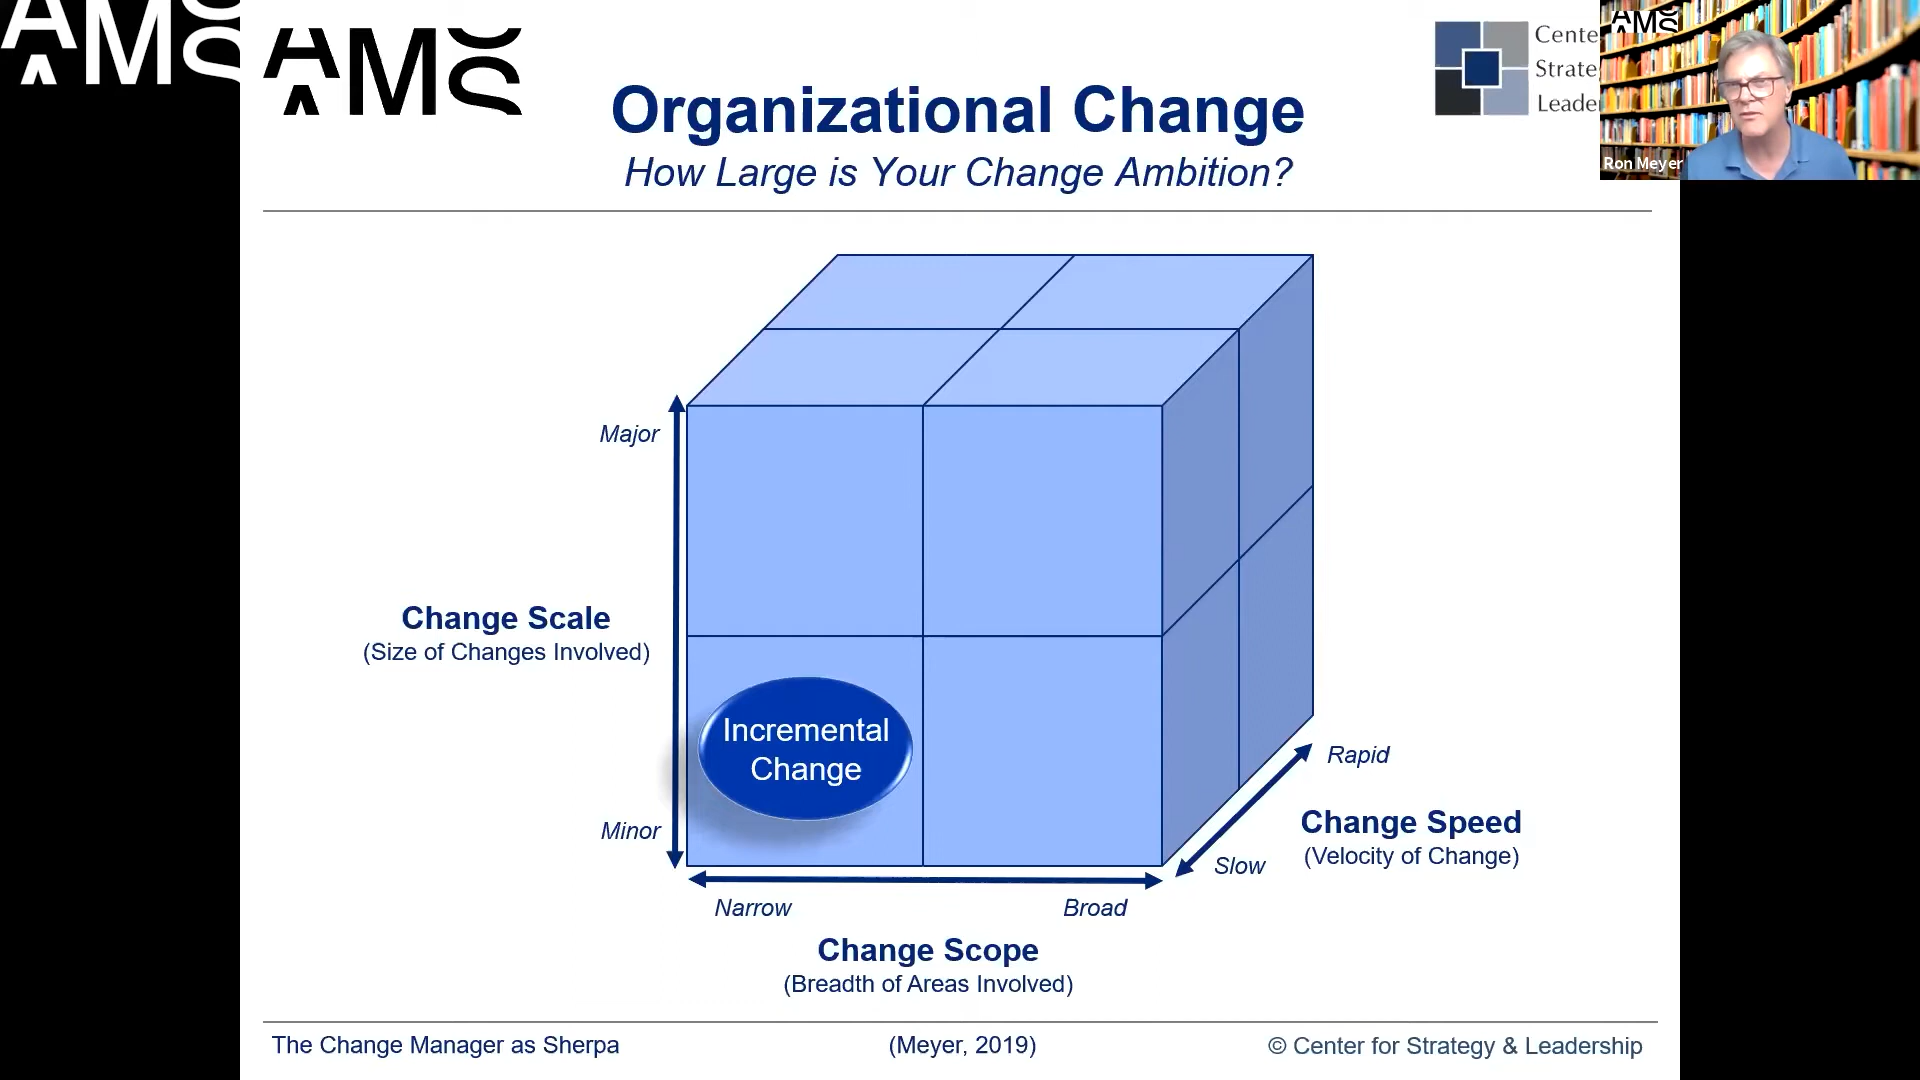 AMS
AMS
Organizational Change
How Large is Your Change Ambition?
Cente
Strate
Leader
AMS
Ron Meyer
Major
Change Scale
(Size of Changes Involved)
Incremental
Change
Minor
Rapid
Change Speed
(Velocity of Change)
Slow
Narrow
Broad
Change Scope
(Breadth of Areas Involved)
The Change Manager as Sherpa
(Meyer, 2019)
© Center for Strategy & Leadership